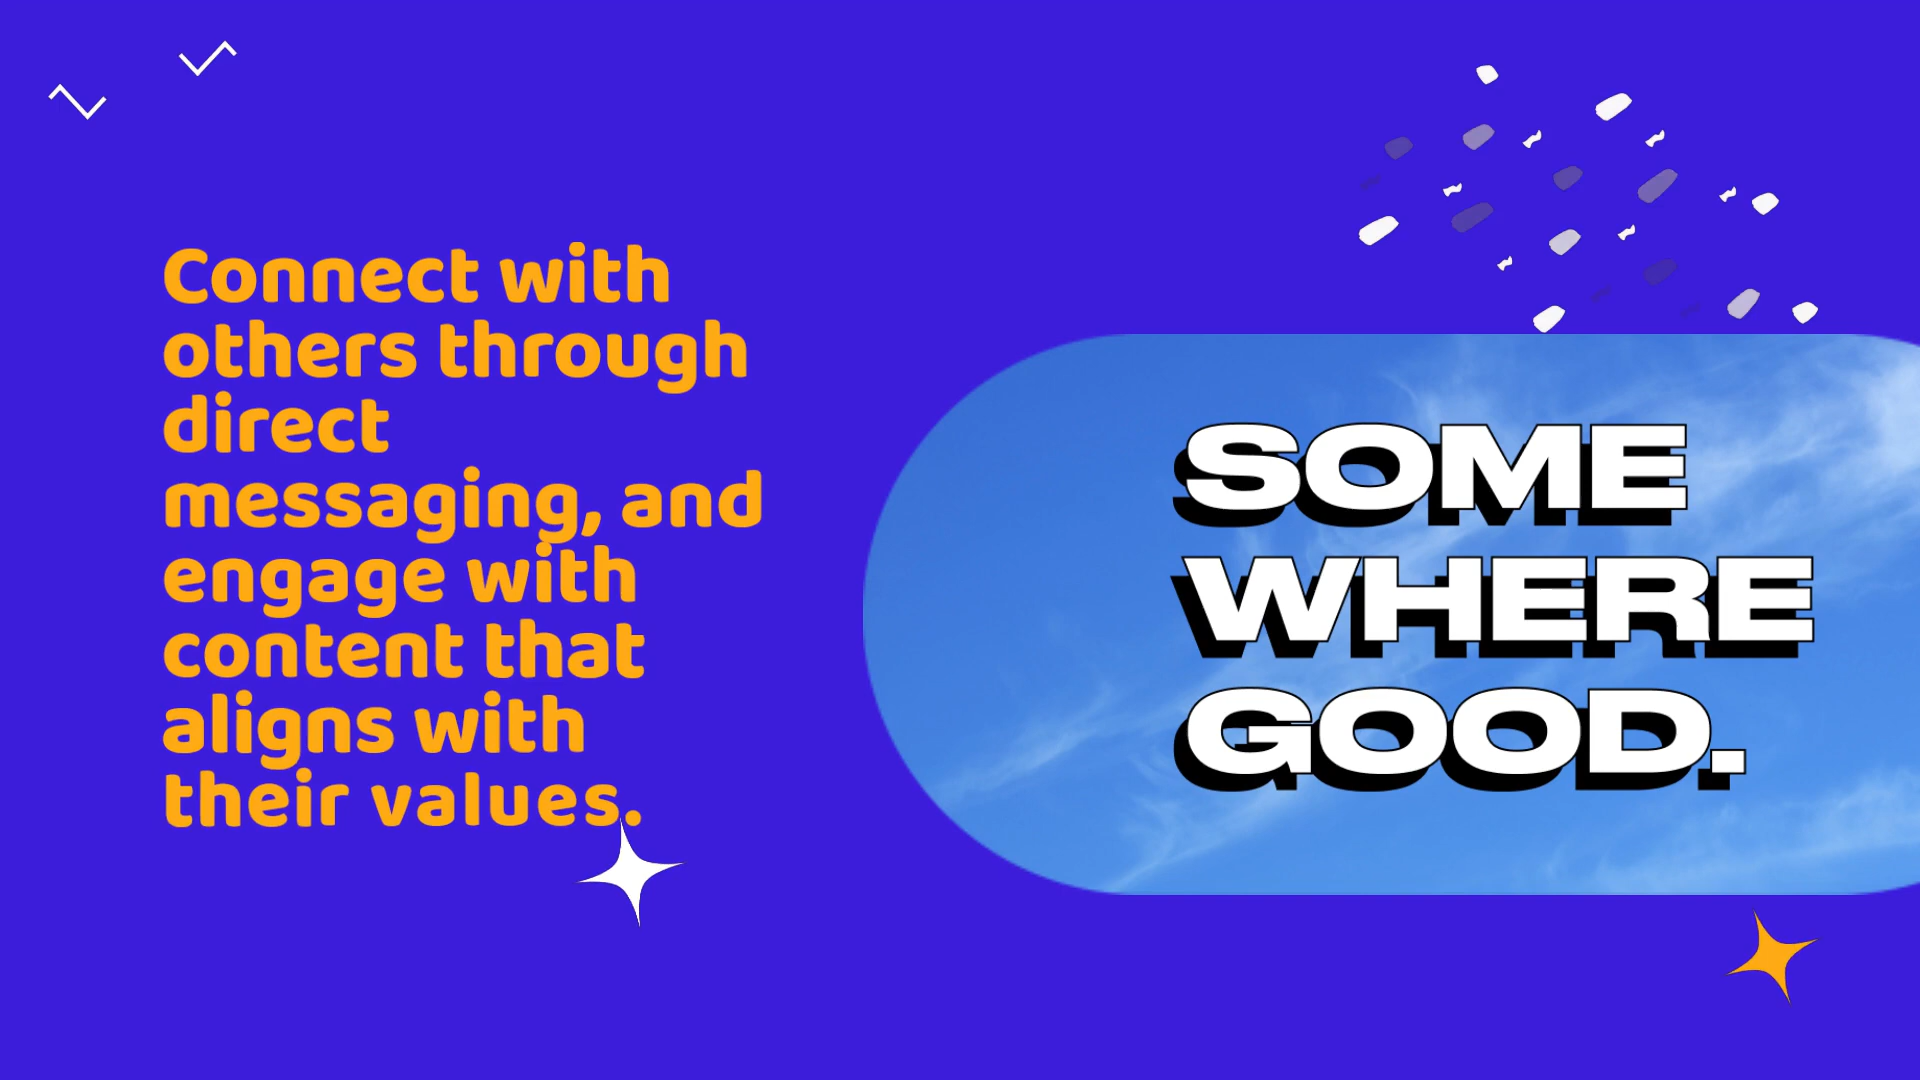 Connect with
others through
direct
messaging, and
engage with
content that
aligns with
their values.
SOME
WHERE
GOOD.